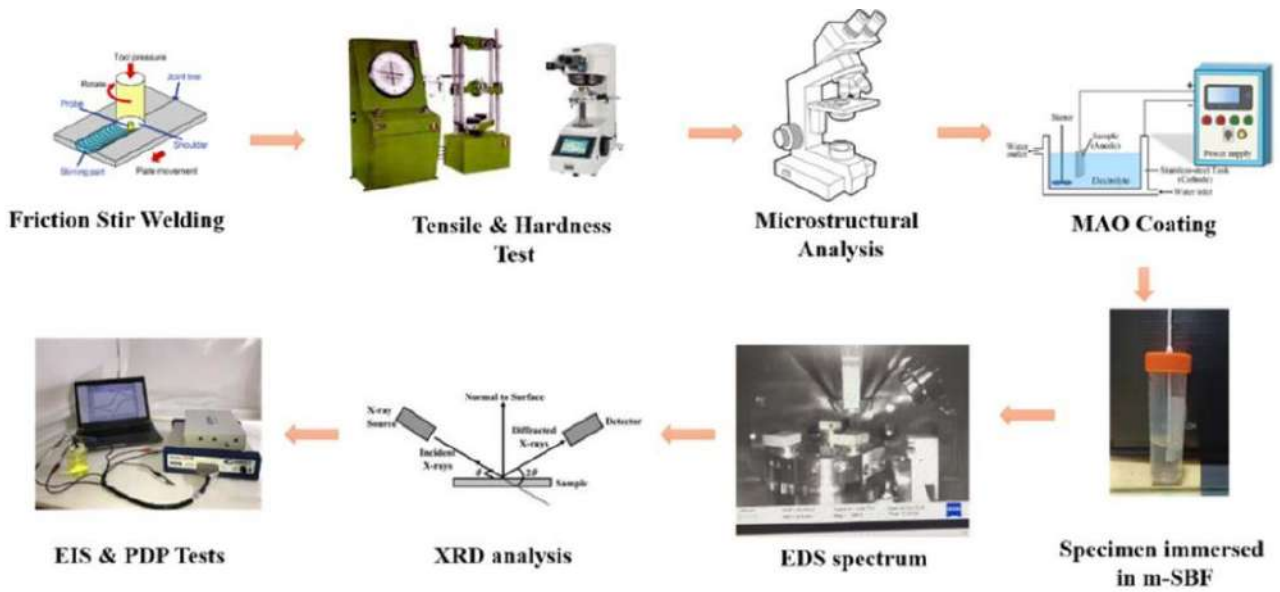 Tool pressure
Rotate
Joint line
Probe
Shoulder
Stirring part
Plate movement
Friction Stir Welding
Tensile & Hardness
Test
Microstructural
Analysis
Water
outlet
Stirrer
Sample
(Anode)
Electrolyte
+
-
Power supply
Stainless-steel Tank
(Cathode)
Water inlet
MAO Coating
EIS & PDP Tests
X-ray
Source
Normal to Surface
Incident
X-rays
Diffracted
X-rays
Detector
θ
2θ
Sample
XRD analysis
EDS spectrum
Specimen immersed
in m-SBF